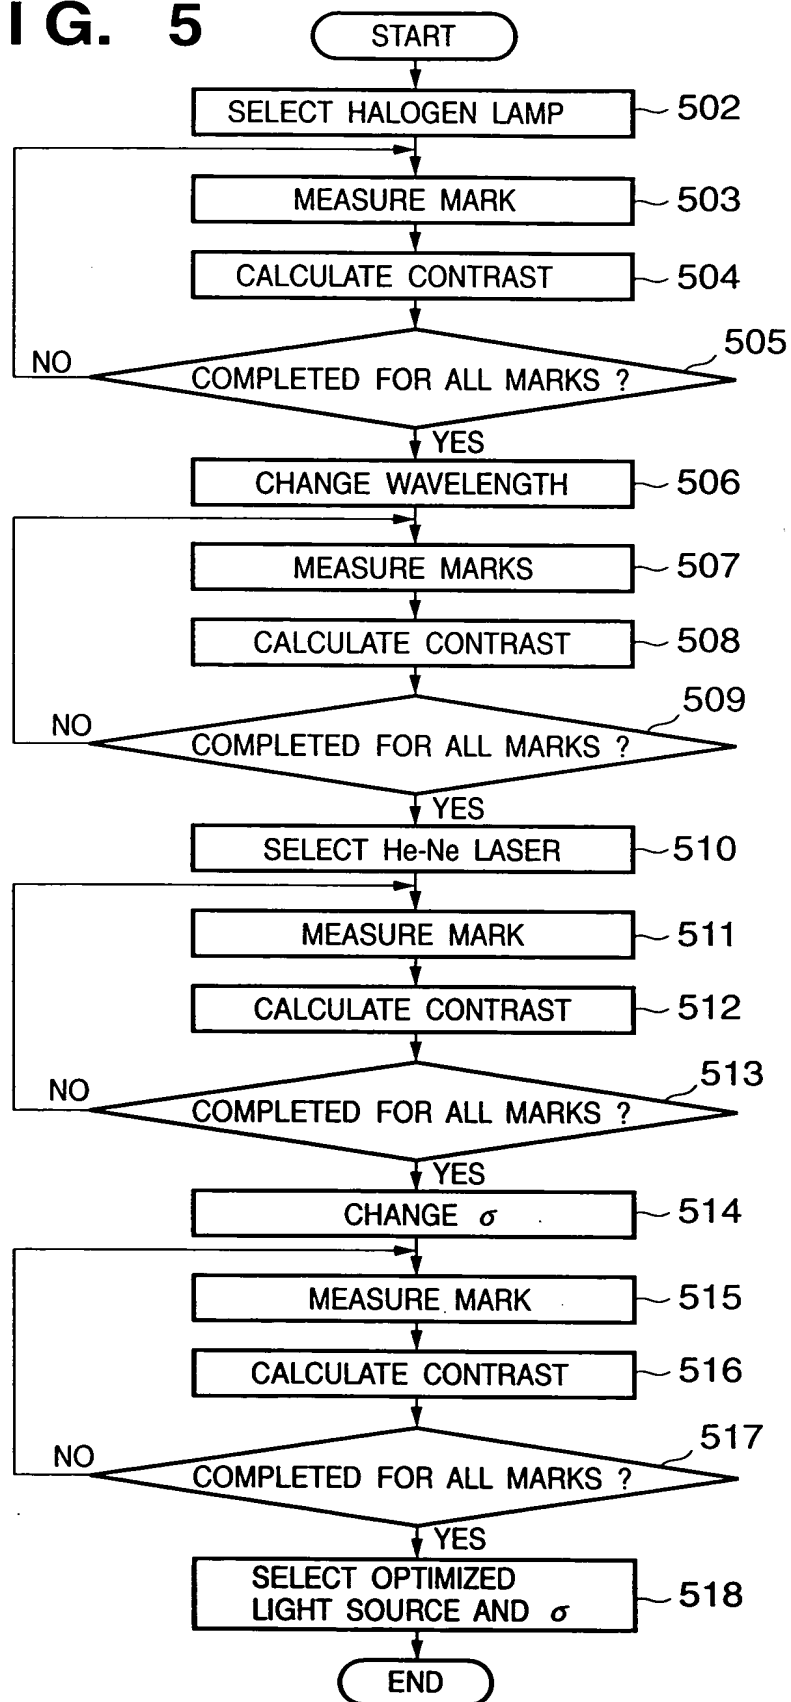 I G. 5
START
SELECT HALOGEN LAMP 502
MEASURE MARK 503
CALCULATE CONTRAST 504
505
NO
COMPLETED FOR ALL MARKS ?
YES
CHANGE WAVELENGTH 506
MEASURE MARKS 507
CALCULATE CONTRAST 508
509
NO
COMPLETED FOR ALL MARKS ?
YES
SELECT He-Ne LASER 510
MEASURE MARK 511
CALCULATE CONTRAST 512
513
NO
COMPLETED FOR ALL MARKS ?
YES
CHANGE σ 514
MEASURE MARK 515
CALCULATE CONTRAST 516
517
NO
COMPLETED FOR ALL MARKS ?
YES
SELECT OPTIMIZED
LIGHT SOURCE AND σ 518
END